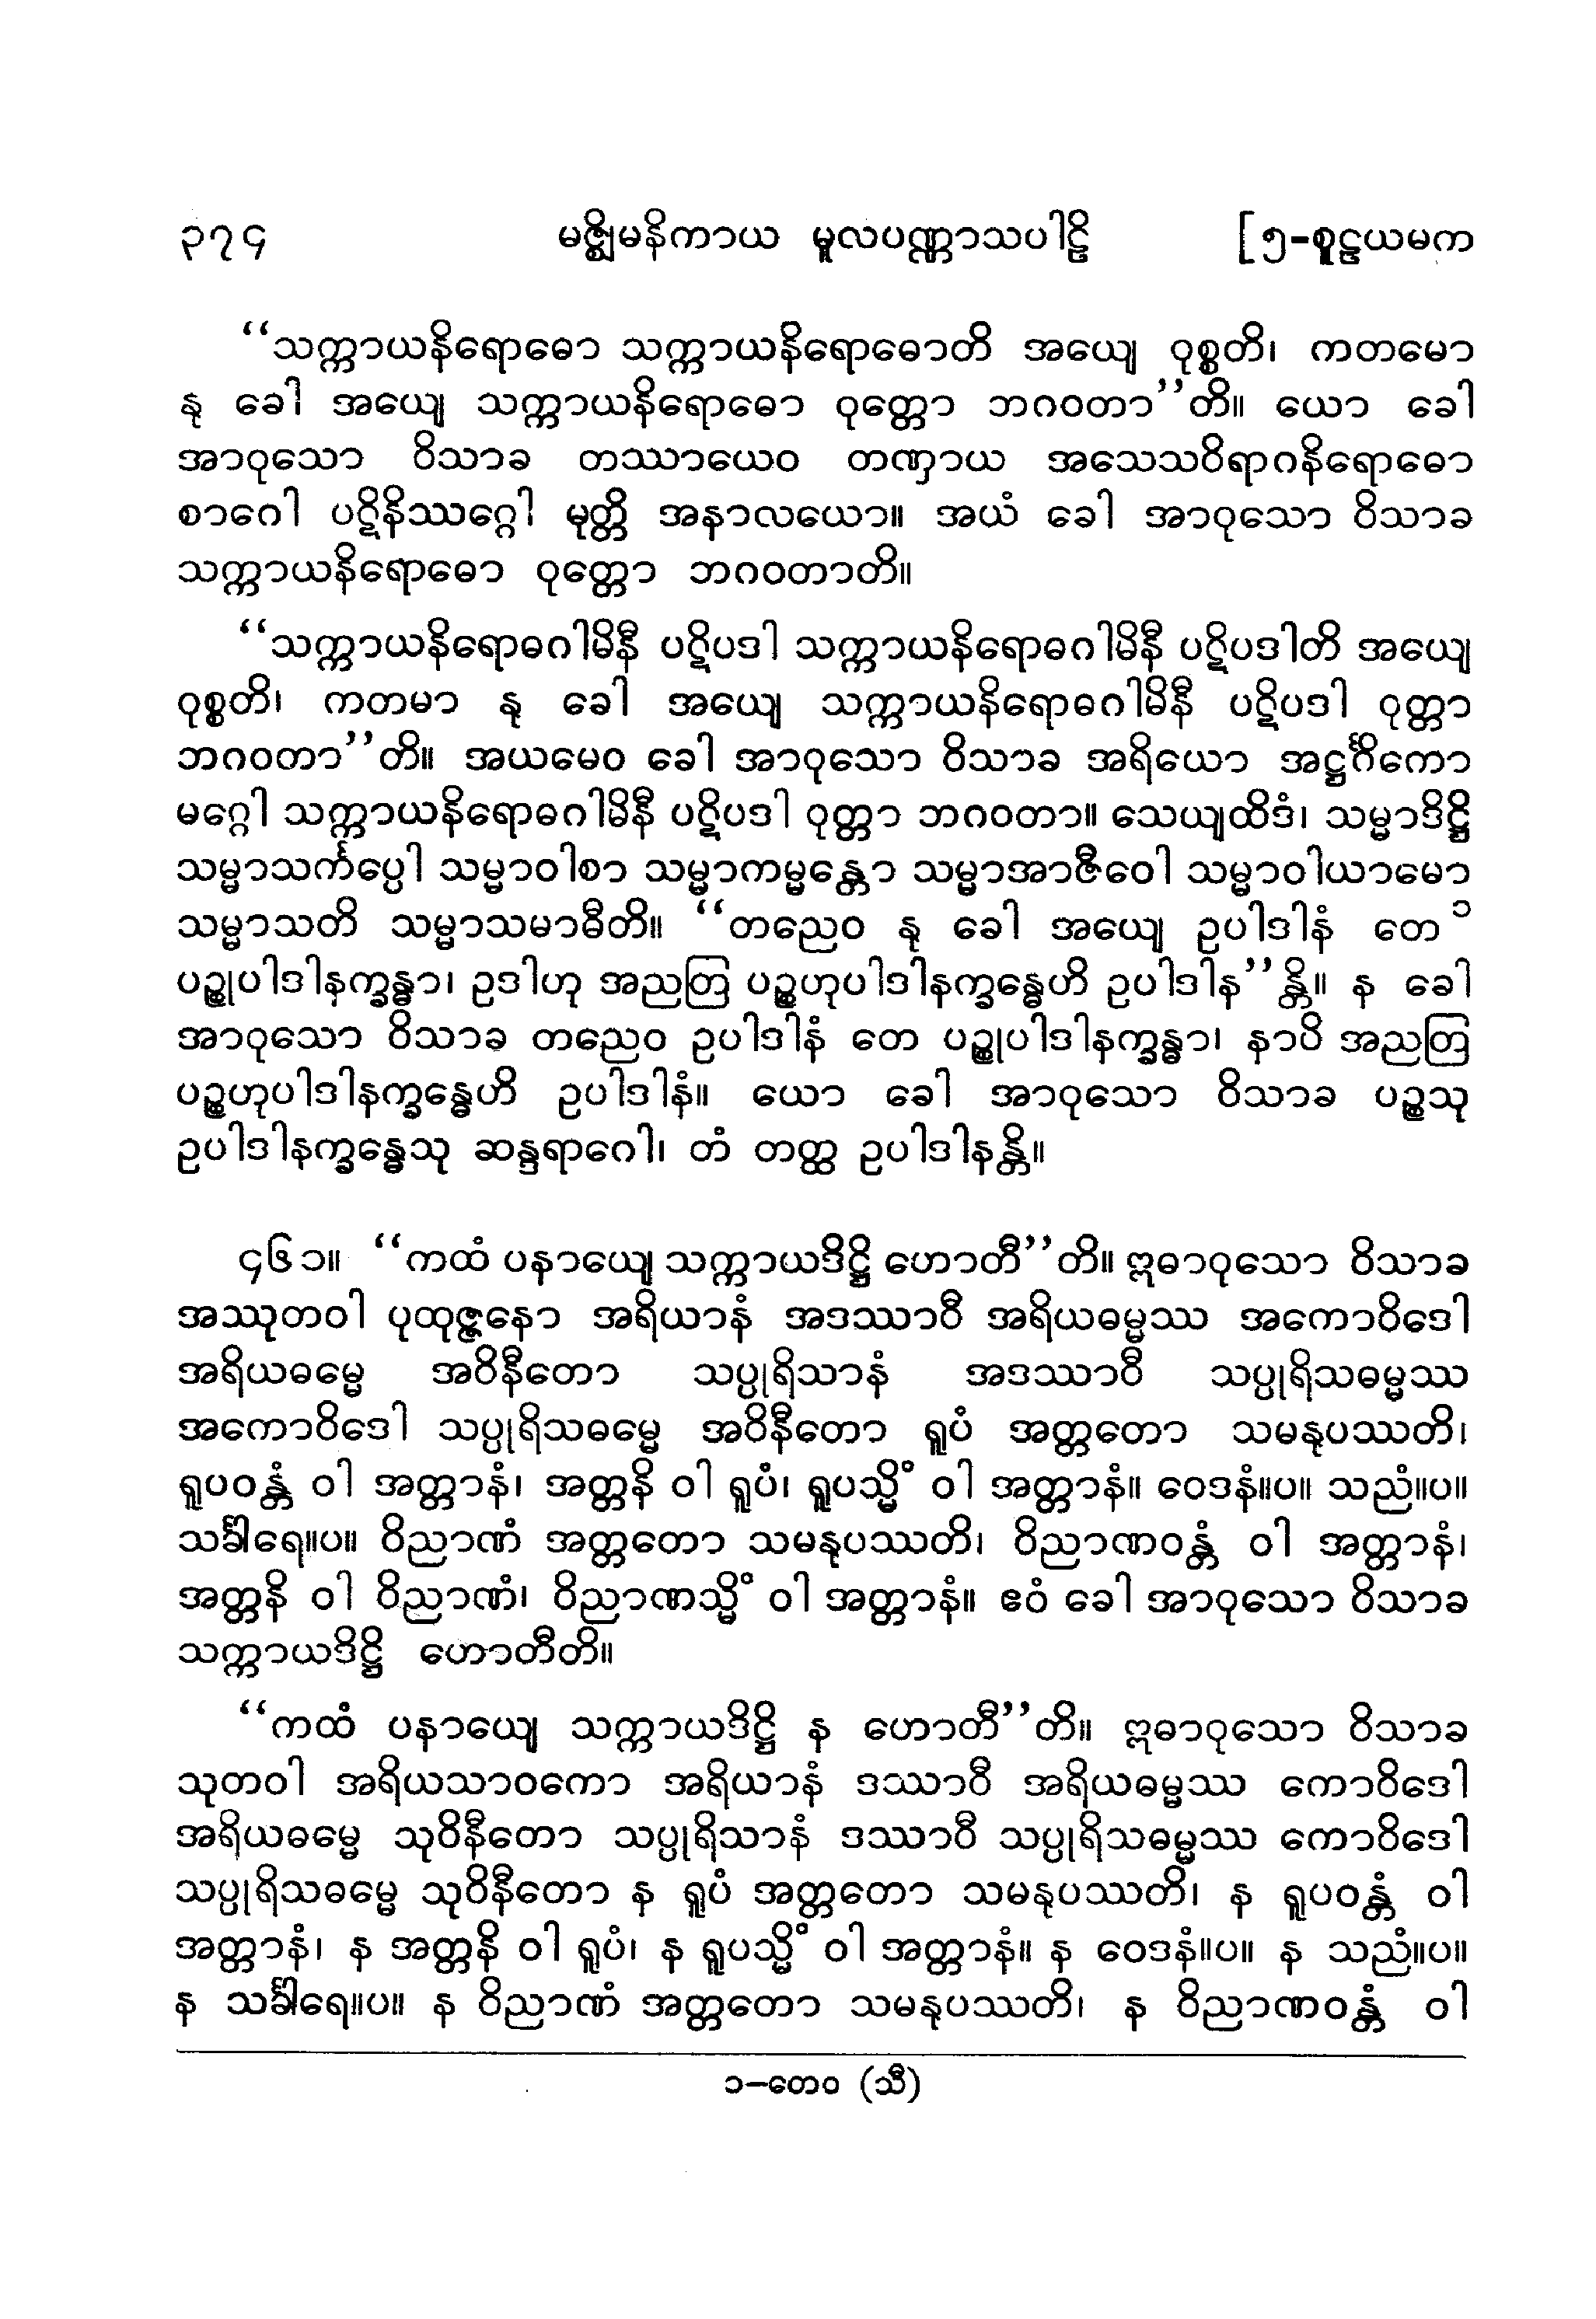 ၃၇၄ မဇ္ဈိမနိကာယ မူလပဏ္ဏာသပါဠိ [၅-စူဠယမက
“သက္ကာယနိရောဓော သက္ကာယနိရောဓောတိ အယျေ ဝုစ္စတိ၊ ကတမော
နု ခေါ အယျေ သက္ကာယနိရောဓော ဝုတ္တော ဘဂဝတာ”တိ။ ယော ခေါ
အာဝုသော ဝိသာခ တဿာယေဝ တဏှာယ အသေသဝိရာဂနိရောဓော
စာဂေါ ပဋိနိဿဂ္ဂေါ မုတ္တိ အနာလယော။ အယံ ခေါ အာဝုသော ဝိသာခ
သက္ကာယနိရောဓော ဝုတ္တော ဘဂဝတာတိ။
“သက္ကာယနိရောဓဂါမိနီ ပဋိပဒါ သက္ကာယနိရောဓဂါမိနီ ပဋိပဒါတိ အယျေ
ဝုစ္စတိ၊ ကတမာ နု ခေါ အယျေ သက္ကာယနိရောဓဂါမိနီ ပဋိပဒါ ဝုတ္တာ
ဘဂဝတာ”တိ။ အယမေဝ ခေါ အာဝုသော ဝိသာခ အရိယော အဋ္ဌင်္ဂိကော
မဂ္ဂေါ သက္ကာယနိရောဓဂါမိနီ ပဋိပဒါ ဝုတ္တာ ဘဂဝတာ။ သေယျထိဒံ၊ သမ္မာဒိဋ္ဌိ
သမ္မာသင်္ကပ္ပေါ သမ္မာဝါစာ သမ္မာကမ္မန္တော သမ္မာအာဇီဝေါ သမ္မာဝါယာမော
သမ္မာသတိ သမ္မာသမာဓီတိ။ “တညေဝ နု ခေါ အယျေ ဥပါဒါနံ တေ ၁
ပဉ္စုပါဒါနက္ခန္ဓာ၊ ဥဒါဟု အညတြ ပဉ္စဟုပါဒါနက္ခန္ဓေဟိ ဥပါဒါန”န္တိ။ န ခေါ
အာဝုသော ဝိသာခ တညေဝ ဥပါဒါနံ တေ ပဉ္စုပါဒါနက္ခန္ဓာ၊ နာပိ အညတြ
ပဉ္စဟုပါဒါနက္ခန္ဓေဟိ ဥပါဒါနံ။ ယော ခေါ အာဝုသော ဝိသာခ ပဉ္စသု
ဥပါဒါနက္ခန္ဓေသု ဆန္ဒရာဂေါ၊ တံ တတ္ထ ဥပါဒါနန္တိ။
၄၆၁။ “ကထံ ပနာယျေ သက္ကာယဒိဋ္ဌိ ဟောတီ”တိ။ ဣဓာဝုသော ဝိသာခ
အဿုတဝါ ပုထုဇ္ဇနော အရိယာနံ အဒဿာဝီ အရိယဓမ္မဿ အကောဝိဒေါ
အရိယဓမ္မေ အဝိနီတော သပ္ပုရိသာနံ အဒဿာဝီ သပ္ပုရိသဓမ္မဿ
အကောဝိဒေါ သပ္ပုရိသဓမ္မေ အဝိနီတော ရူပံ အတ္တတော သမနုပဿတိ၊
ရူပဝန္တံ ဝါ အတ္တာနံ၊ အတ္တနိ ဝါ ရူပံ၊ ရူပသ္မိံ ဝါ အတ္တာနံ။ ဝေဒနံ။ပ။ သညံ။ပ။
သင်္ခါရေ။ပ။ ဝိညာဏံ အတ္တတော သမနုပဿတိ၊ ဝိညာဏဝန္တံ ဝါ အတ္တာနံ၊
အတ္တနိ ဝါ ဝိညာဏံ၊ ဝိညာဏသ္မိံ ဝါ အတ္တာနံ။ ဧဝံ ခေါ အာဝုသော ဝိသာခ
သက္ကာယဒိဋ္ဌိ ဟောတီတိ။
“ကထံ ပနာယျေ သက္ကာယဒိဋ္ဌိ န ဟောတီ”တိ။ ဣဓာဝုသော ဝိသာခ
သုတဝါ အရိယသာဝကော အရိယာနံ ဒဿာဝီ အရိယဓမ္မဿ ကောဝိဒေါ
အရိယဓမ္မေ သုဝိနီတော သပ္ပုရိသာနံ ဒဿာဝီ သပ္ပုရိသဓမ္မဿ ကောဝိဒေါ
သပ္ပုရိသဓမ္မေ သုဝိနီတော န ရူပံ အတ္တတော သမနုပဿတိ၊ န ရူပဝန္တံ ဝါ
အတ္တာနံ၊ န အတ္တနိ ဝါ ရူပံ၊ န ရူပသ္မိံ ဝါ အတ္တာနံ။ န ဝေဒနံ။ပ။ န သညံ။ပ။
န သင်္ခါရေ။ပ။ န ဝိညာဏံ အတ္တတော သမနုပဿတိ၊ န ဝိညာဏဝန္တံ ဝါ
၁-တေဝ (သီ)